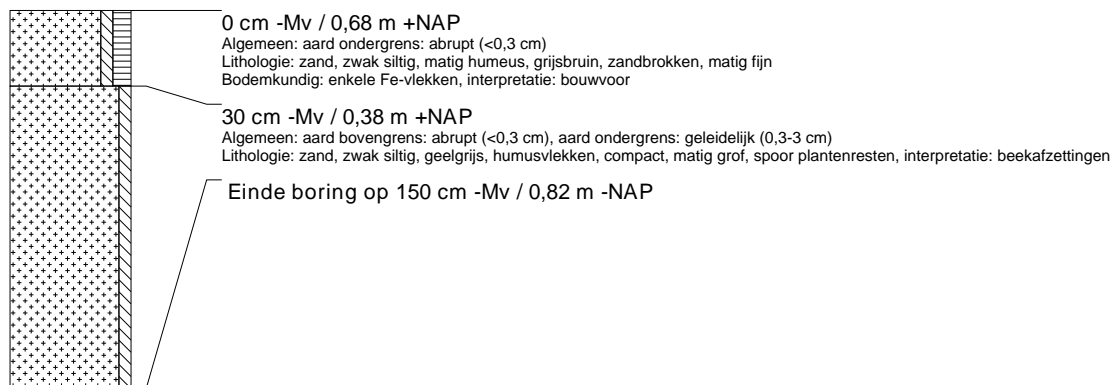 0 cm -Mv / 0,68 m +NAP
Algemeen: aard ondergrens: abrupt (<0,3 cm)
Lithologie: zand, zwak siltig, matig humeus, grijsbruin, zandbrokken, matig fijn
Bodemkundig: enkele Fe-vlekken, interpretatie: bouwvoor
30 cm -Mv / 0,38 m +NAP
Algemeen: aard bovengrens: abrupt (<0,3 cm), aard ondergrens: geleidelijk (0,3-3 cm)
Lithologie: zand, zwak siltig, geelgrijs, humusvlekken, compact, matig grof, spoor plantenresten, interpretatie: beekafzettingen
Einde boring op 150 cm -Mv / 0,82 m -NAP